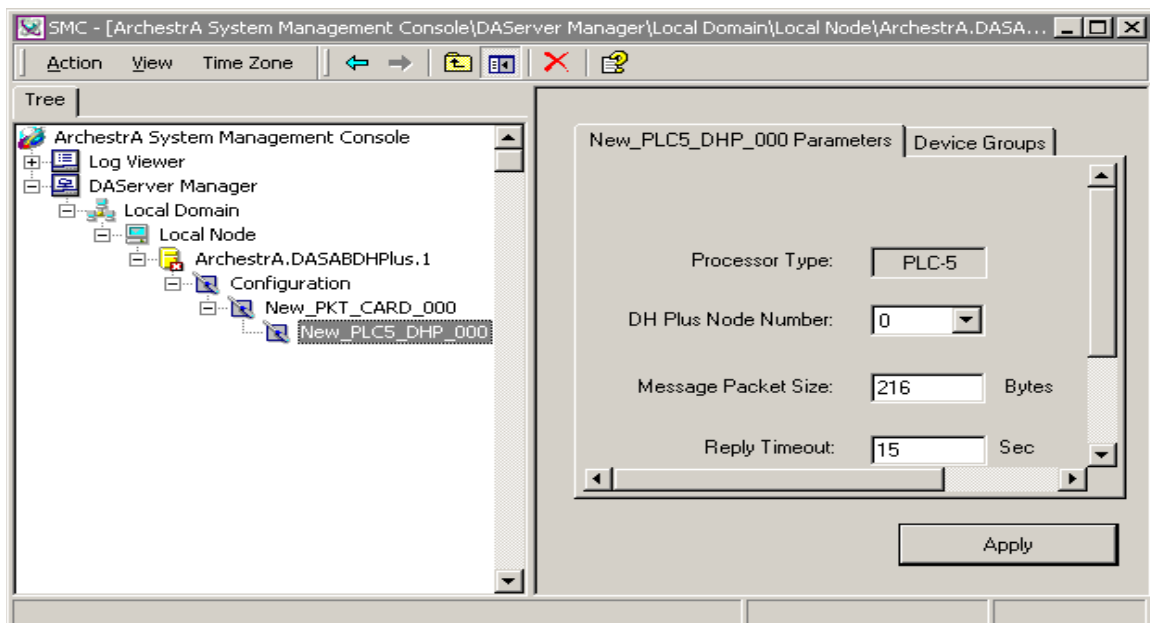 SMC - [ArchestrA System Management Console\DAServer Manager\Local Domain\Local Node\ArchestrA.DASA...
Action View Time Zone
Tree
ArchestrA System Management Console
Log Viewer
DAServer Manager
Local Domain
Local Node
ArchestrA.DASABDHPlus.1
Configuration
New_PKT_CARD_000
New_PLC5_DHP_000
New_PLC5_DHP_000 Parameters Device Groups
Processor Type: PLC-5
DH Plus Node Number: 0
Message Packet Size: 216 Bytes
Reply Timeout: 15 Sec
Apply